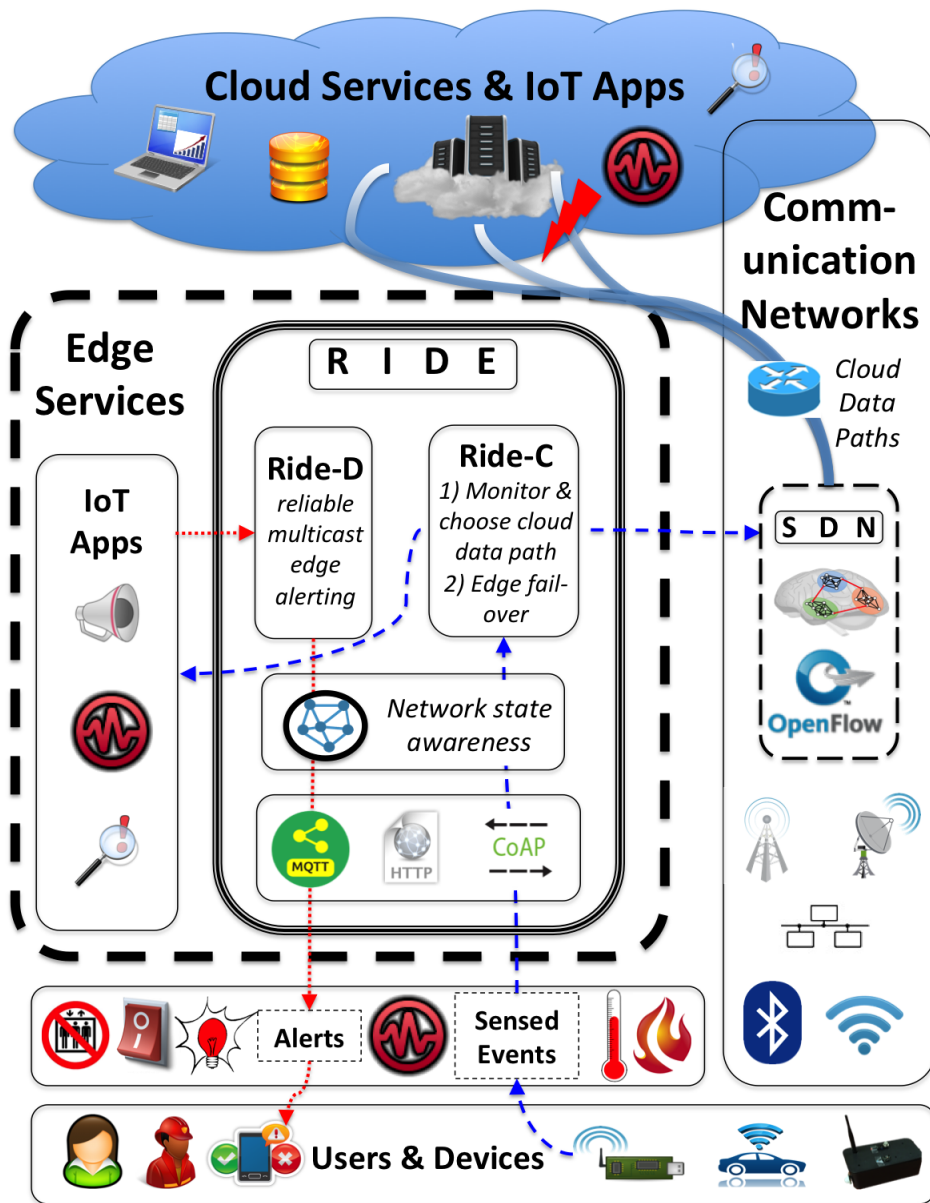 Cloud Services & IoT Apps
Comm-
unication
Networks
Cloud
Data
Paths
Edge
Services
R I D E
IoT
Apps
Ride-D
reliable
multicast
edge
alerting
Ride-C
1) Monitor &
choose cloud
data path
2) Edge fail-
over
S D N
OpenFlow
TM
Network state
awareness
MQTT
HTTP
CoAP
Alerts
Sensed
Events
Users & Devices